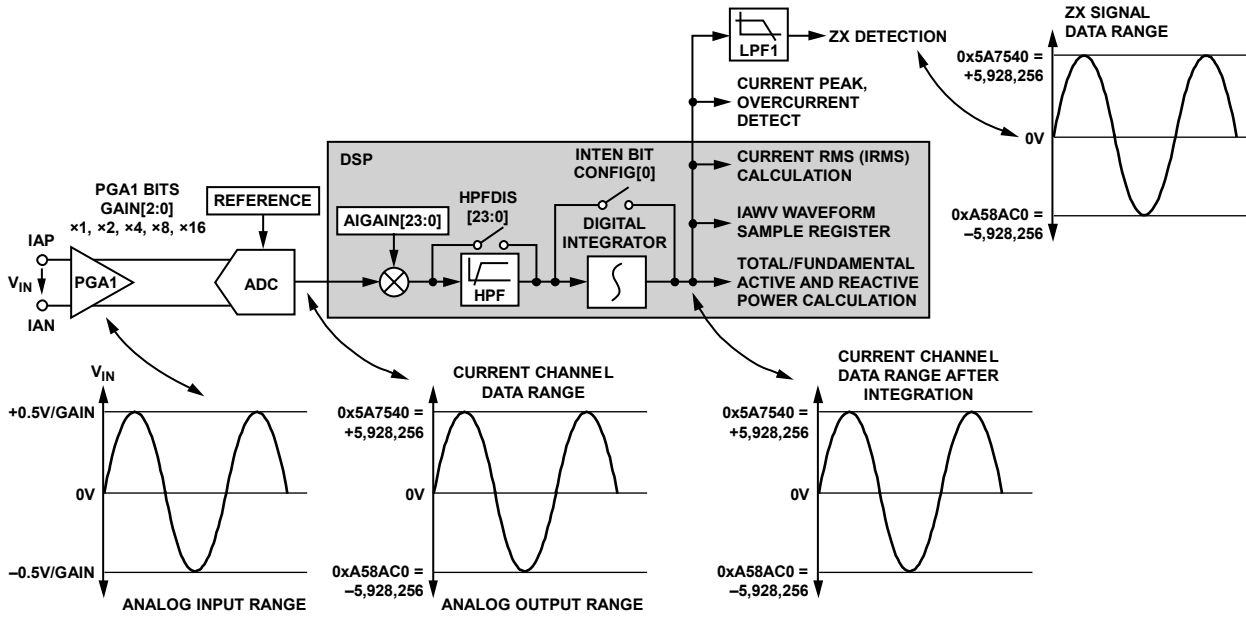 LPF1
ZX DETECTION
CURRENT PEAK,
OVERCURRENT
DETECT
ZX SIGNAL
DATA RANGE
0x5A7540 =
+5,928,256
0V
0xA58AC0 =
–5,928,256
DSP
INTEN BIT
CONFIG[0]
CURRENT RMS (IRMS)
CALCULATION
PGA1 BITS
GAIN[2:0]
×1, ×2, ×4, ×8, ×16
REFERENCE
HPFDIS
[23:0]
AIGAIN[23:0]
DIGITAL
INTEGRATOR
IAWV WAVEFORM
SAMPLE REGISTER
IAP
VIN
IAN
PGA1
ADC
HPF
TOTAL/FUNDAMENTAL
ACTIVE AND REACTIVE
POWER CALCULATION
VIN
+0.5V/GAIN
0V
–0.5V/GAIN
ANALOG INPUT RANGE
CURRENT CHANNEL
DATA RANGE
0x5A7540 =
+5,928,256
0V
0xA58AC0 =
–5,928,256
ANALOG OUTPUT RANGE
CURRENT CHANNEL
DATA RANGE AFTER
INTEGRATION
0x5A7540 =
+5,928,256
0V
0xA58AC0 =
–5,928,256